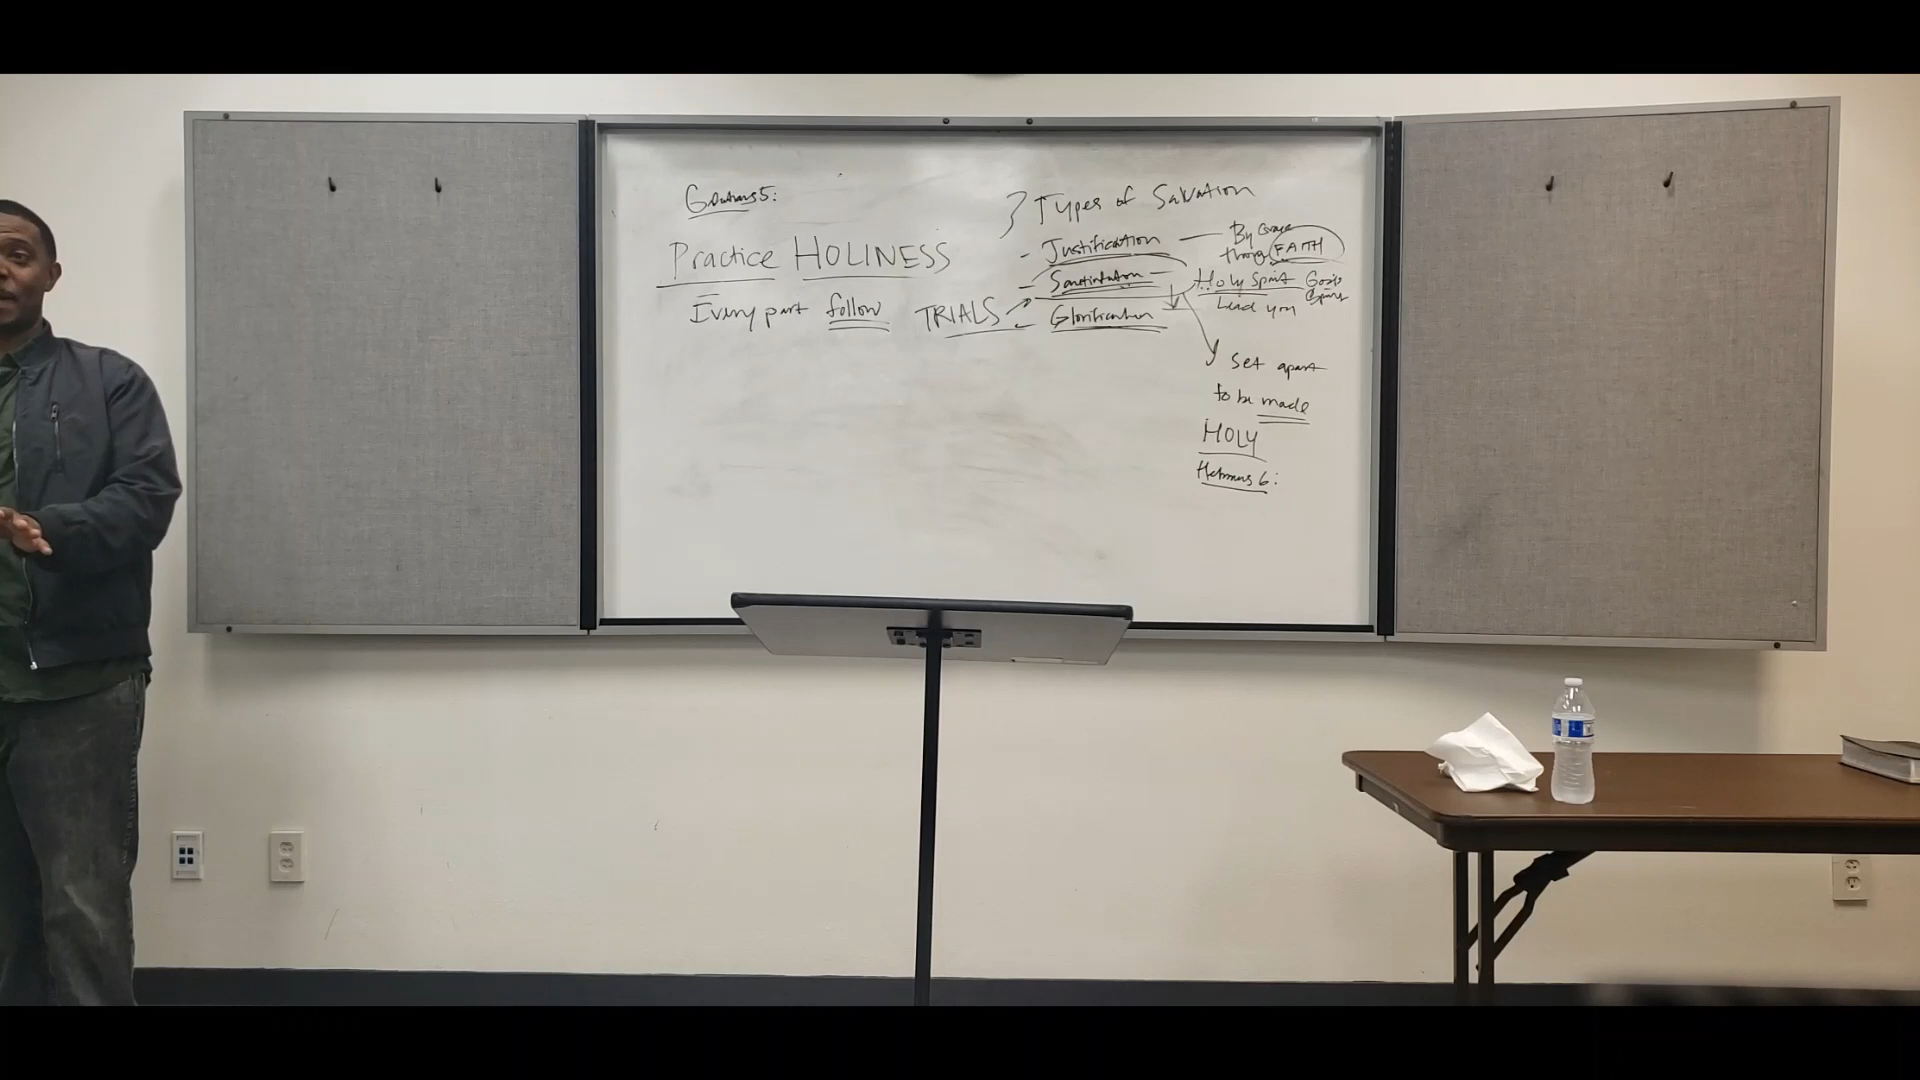 Galatians 5:
Practice HOLINESS
Every part follow TRIALS
3 Types of Salvation
- Justification — By Grace
through FAITH
- Sanctification — Holy Spirit God's
Spirit
Lead you
- Glorification
Set apart
to be made
HOLY
Hebrews 6: